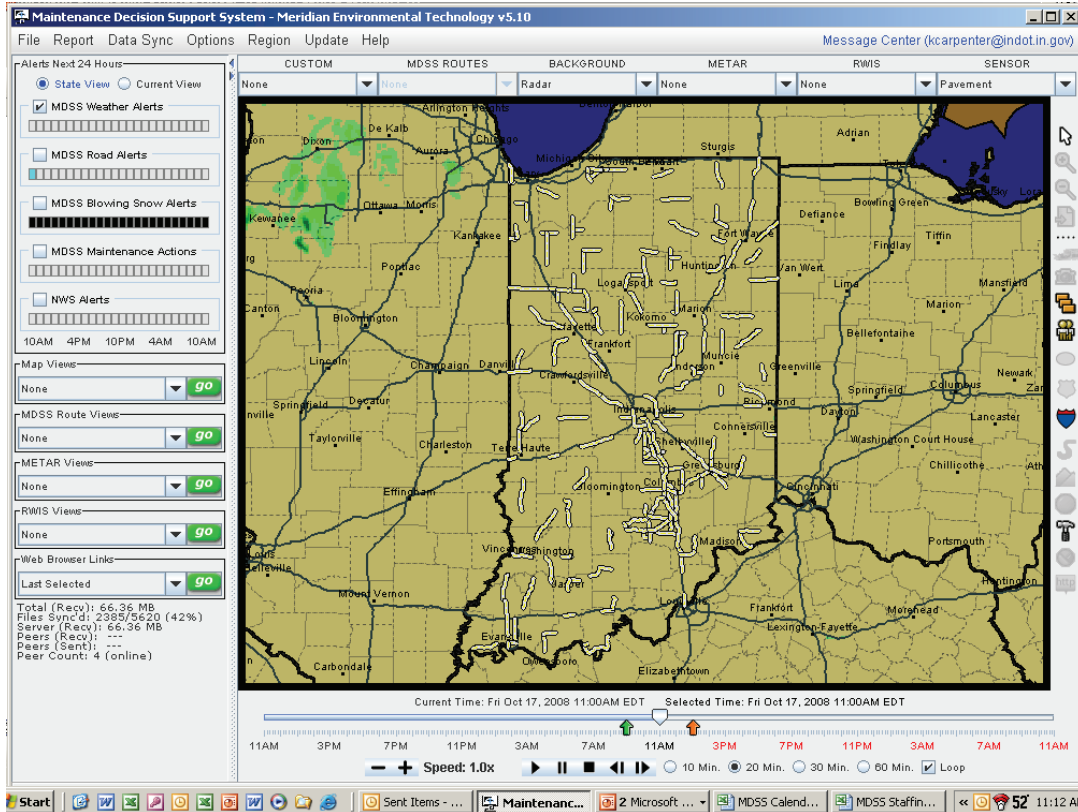 Maintenance Decision Support System - Meridian Environmental Technology v5.10
File Report Data Sync Options Region Update Help
Message Center (kcarpenter@indot.in.gov)
Alerts Next 24 Hours
State View Current View
MDSS Weather Alerts
MDSS Road Alerts
MDSS Blowing Snow Alerts
MDSS Maintenance Actions
NWS Alerts
10AM 4PM 10PM 4AM 10AM
Map Views
None go
MDSS Route Views
None go
METAR Views
None go
RWIS Views
None go
Web Browser Links
Last Selected go
Total (Recv): 66.36 MB
Files Sync'd: 2385/5620 (42%)
Server (Recv): 66.36 MB
Peers (Recv): ---
Peers (Sent): ---
Peer Count: 4 (online)
CUSTOM MDSS ROUTES BACKGROUND METAR RWIS SENSOR
None None Radar None None Pavement
Arlington Heights
De Kalb
Dixon
Aurora
Chicago
Sturgis
Adrian
Ottawa Morris
Kewanee
Kankakee
Pontiac
Peoria
Canton
Bloomington
Lincoln
Champaign
Springfield
Decatur
Taylorville
Charleston
Effingham
Mount Vernon
Carbondale
Fort Wayne
Huntington
Logansport
Marion
Kokomo
Lafayette
Frankfort
Muncie
Anderson
Crawfordsville
Indianapolis
Richmond
Connersville
Shelbyville
Terre Haute
Greensburg
Bloomington
Madison
Vincennes
Washington
Jasper
Evansville
Owensboro
Elizabethtown
Defiance
Bowling Green
Tiffin
Findlay
Van Wert
Lima
Mansfield
Marion
Bellefontaine
Greenville
Newark
Springfield
Columbus
Dayton
Lancaster
Washington Court House
Chillicothe
Cincinnati
Portsmouth
Huntington
Frankfort
Morehead
Lexington-Fayette
http
Current Time: Fri Oct 17, 2008 11:00AM EDT Selected Time: Fri Oct 17, 2008 11:00AM EDT
11AM 3PM 7PM 11PM 3AM 7AM 11AM 3PM 7PM 11PM 3AM 7AM 11AM
Speed: 1.0x 10 Min. 20 Min. 30 Min. 60 Min. Loop
Start Sent Items - ... Maintenanc... 2 Microsoft ... MDSS Calend... MDSS Staffin... 52° 11:12 A